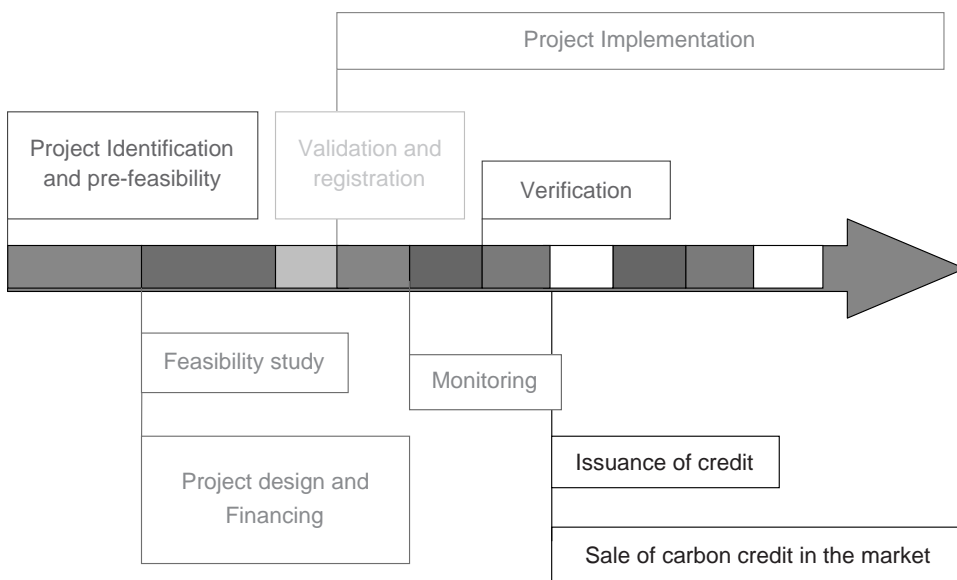 Project Implementation
Project Identification
and pre-feasibility
Validation and
registration
Verification
Feasibility study
Monitoring
Project design and
Financing
Issuance of credit
Sale of carbon credit in the market